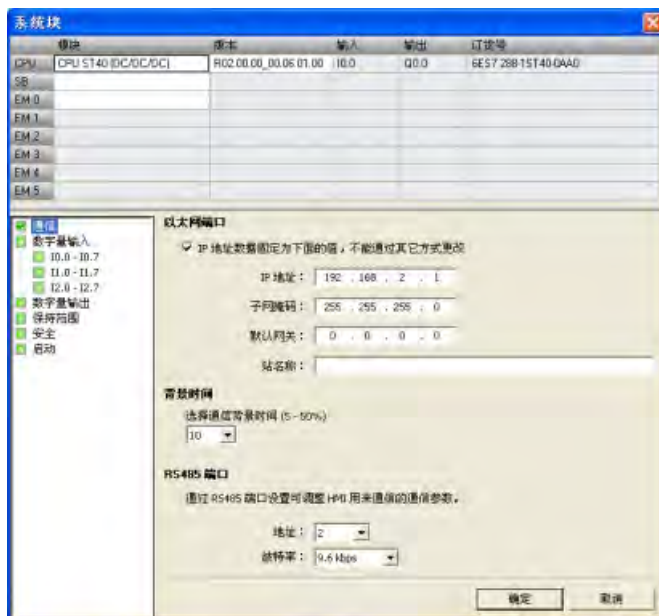 系统块
模块 版本 输入 输出 订货号
CPU CPU ST40 (DC/DC/DC) R02.00.00_00.06.01.00 I0.0 Q0.0 6ES7 288-1ST40-0AA0
SB
EM 0
EM 1
EM 2
EM 3
EM 4
EM 5
通信
数字量输入
I0.0 - I0.7
I1.0 - I1.7
I2.0 - I2.7
数字量输出
保持范围
安全
启动
以太网端口
IP 地址数据固定为下面的值，不能通过其它方式更改
IP 地址： 192 . 168 . 2 . 1
子网掩码： 255 . 255 . 255 . 0
默认网关： 0 . 0 . 0 . 0
站名称：
背景时间
选择通信背景时间 (5 - 50%)
10
RS485 端口
通过 RS485 端口设置可调整 HMI 用来通信的通信参数。
地址： 2
波特率： 9.6 kbps
确定 取消